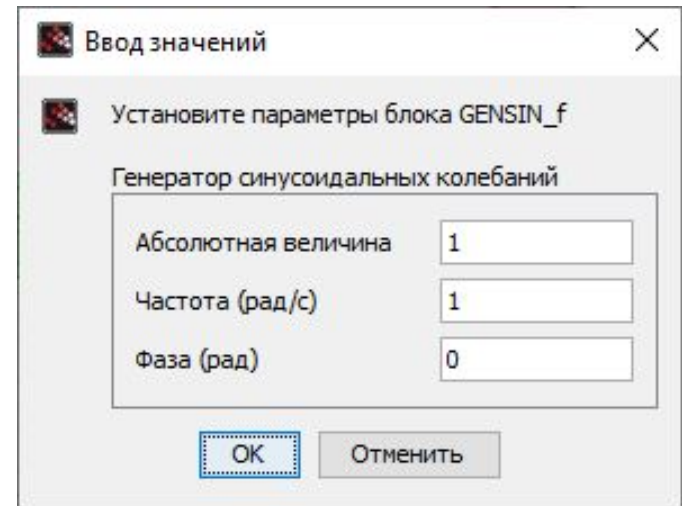 Ввод значений
Установите параметры блока GENSIN_f
Генератор синусоидальных колебаний
Абсолютная величина 1
Частота (рад/с) 1
Фаза (рад) 0
OK Отменить